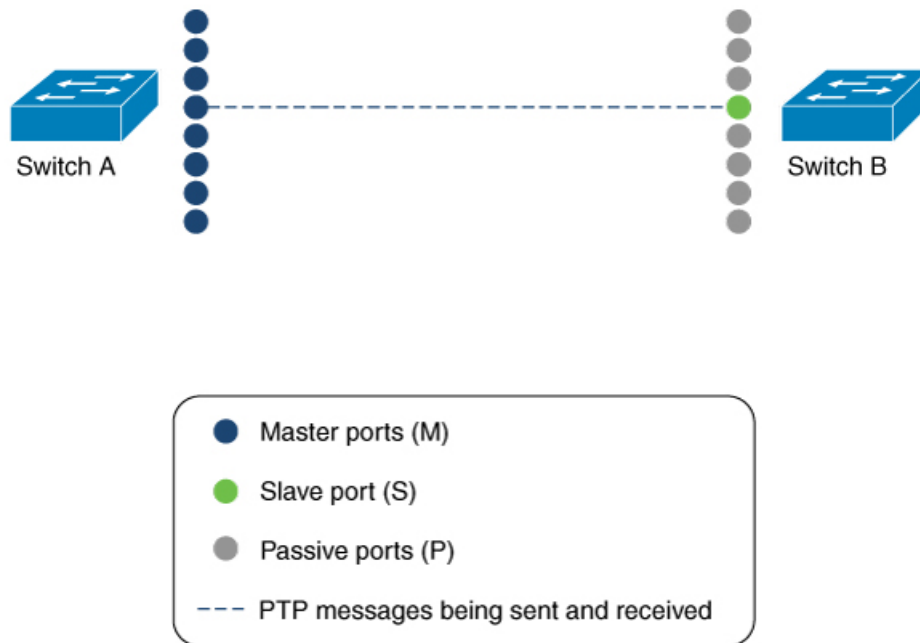 Switch A
Switch B
Master ports (M)
Slave port (S)
Passive ports (P)
PTP messages being sent and received